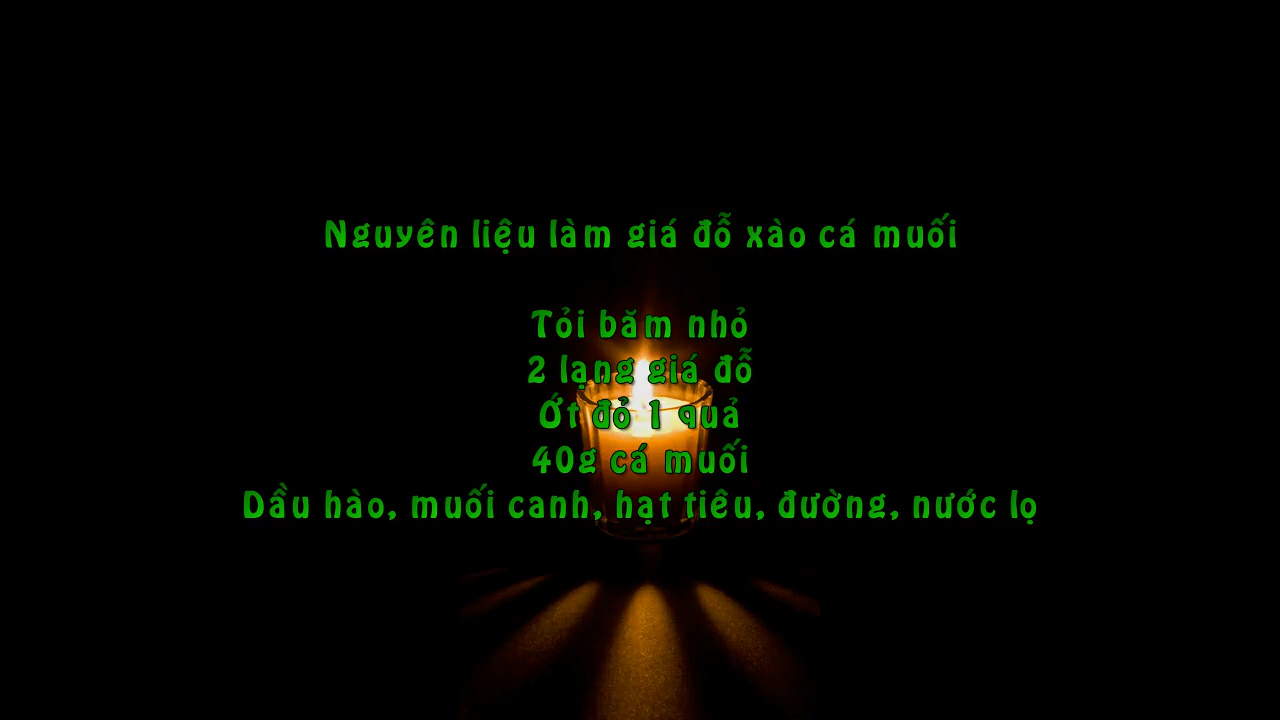 Nguyên liệu làm giá đỗ xào cá muối
Tỏi băm nhỏ
2 lạng giá đỗ
Ớt đỏ 1 quả
40g cá muối
Dầu hào, muối canh, hạt tiêu, đường, nước lọ